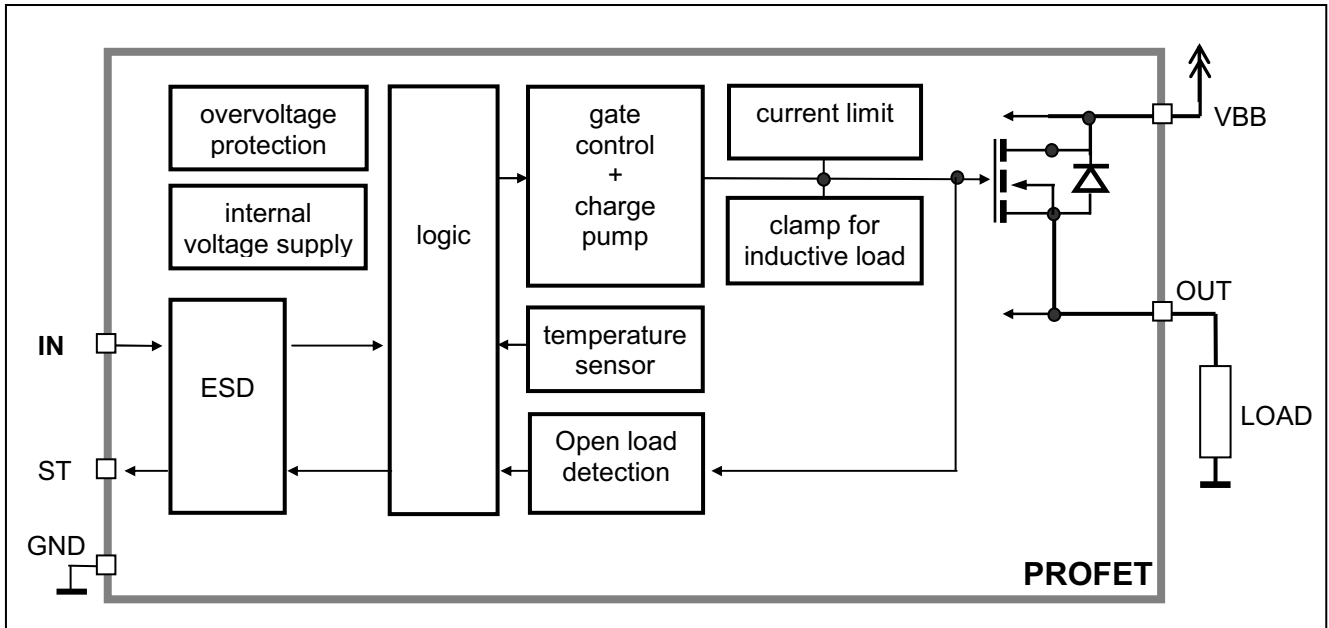 overvoltage
protection
internal
voltage supply
logic
gate
control
+
charge
pump
current limit
clamp for
inductive load
VBB
OUT
LOAD
IN
ESD
temperature
sensor
ST
Open load
detection
GND
PROFET